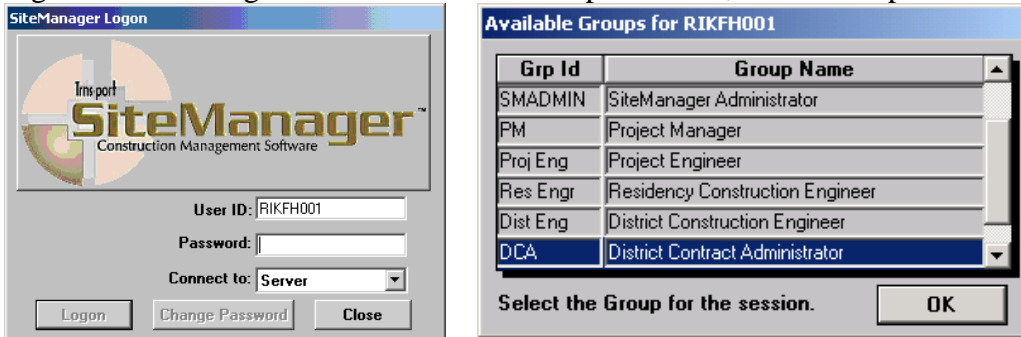 SiteManager Logon
Trns•port
SiteManager™
Construction Management Software
User ID: RIKFH001
Password:
Connect to: Server
Logon Change Password Close
Available Groups for RIKFH001
Grp Id Group Name
SMADMIN SiteManager Administrator
PM Project Manager
Proj Eng Project Engineer
Res Engr Residency Construction Engineer
Dist Eng District Construction Engineer
DCA District Contract Administrator
Select the Group for the session. OK